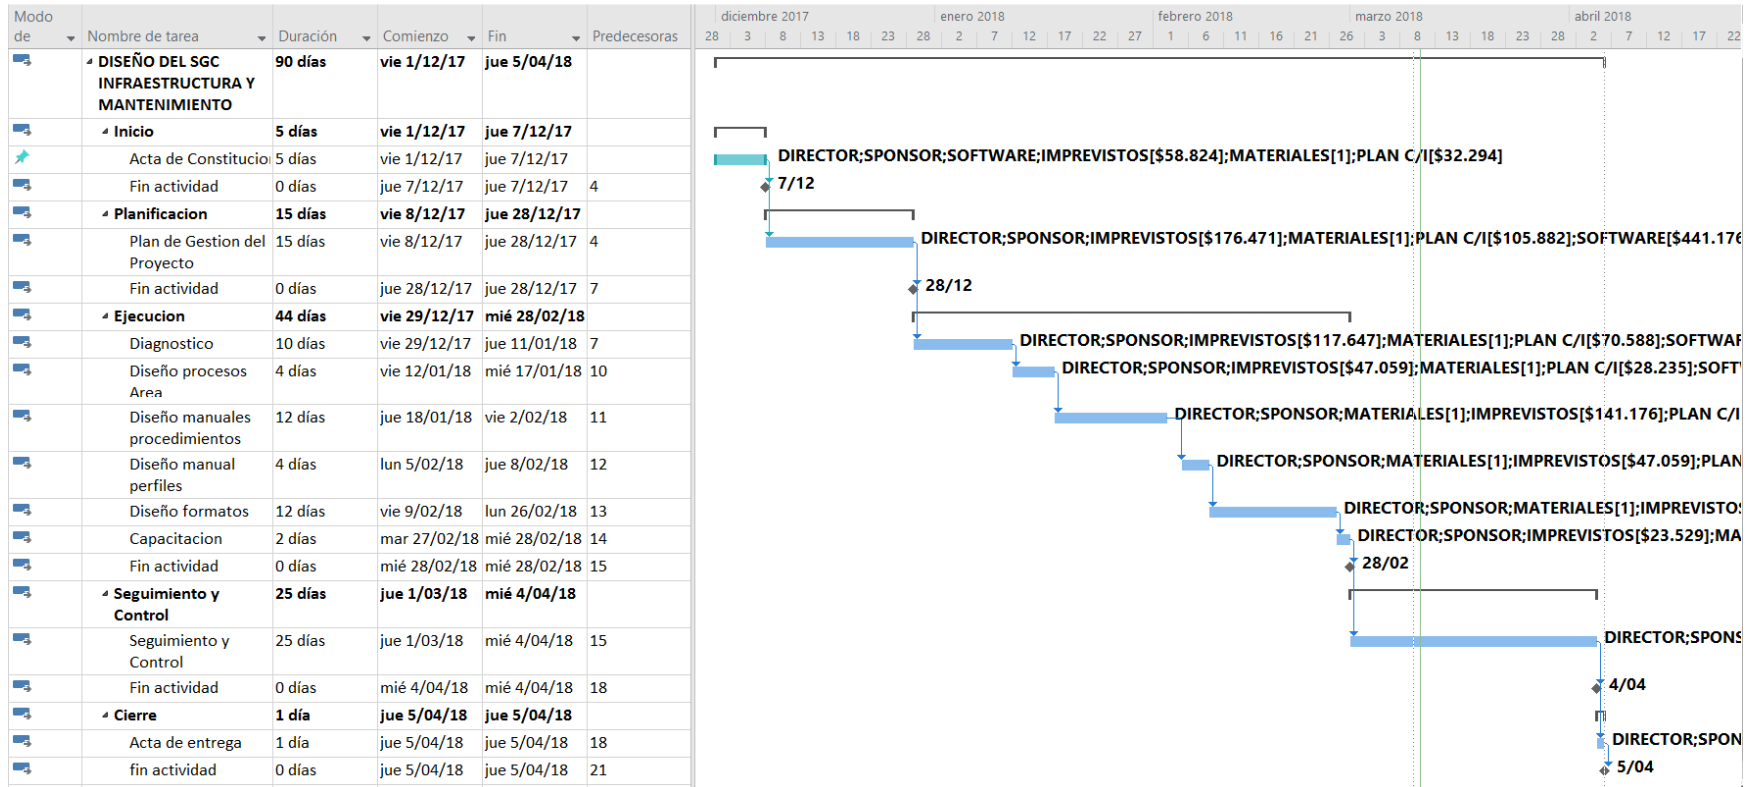 Modo de Nombre de tarea Duración Comienzo Fin Predecesoras
diciembre 2017 enero 2018 febrero 2018 marzo 2018 abril 2018
28 3 8 13 18 23 28 2 7 12 17 22 27 1 6 11 16 21 26 3 8 13 18 23 28 2 7 12 17 22
DISEÑO DEL SGC 90 días vie 1/12/17 jue 5/04/18
INFRAESTRUCTURA Y
MANTENIMIENTO
Inicio 5 días vie 1/12/17 jue 7/12/17
Acta de Constitucio 5 días vie 1/12/17 jue 7/12/17 DIRECTOR;SPONSOR;SOFTWARE;IMPREVISTOS[$58.824];MATERIALES[1];PLAN C/I[$32.294]
Fin actividad 0 días jue 7/12/17 jue 7/12/17 4 7/12
Planificacion 15 días vie 8/12/17 jue 28/12/17
Plan de Gestion del 15 días vie 8/12/17 jue 28/12/17 4 DIRECTOR;SPONSOR;IMPREVISTOS[$176.471];MATERIALES[1];PLAN C/I[$105.882];SOFTWARE[$441.176
Proyecto
Fin actividad 0 días jue 28/12/17 jue 28/12/17 7 28/12
Ejecucion 44 días vie 29/12/17 mié 28/02/18
Diagnostico 10 días vie 29/12/17 jue 11/01/18 7 DIRECTOR;SPONSOR;IMPREVISTOS[$117.647];MATERIALES[1];PLAN C/I[$70.588];SOFTWAR
Diseño procesos 4 días vie 12/01/18 mié 17/01/18 10 DIRECTOR;SPONSOR;IMPREVISTOS[$47.059];MATERIALES[1];PLAN C/I[$28.235];SOFT
Area
Diseño manuales 12 días jue 18/01/18 vie 2/02/18 11 DIRECTOR;SPONSOR;MATERIALES[1];IMPREVISTOS[$141.176];PLAN C/I
procedimientos
Diseño manual 4 días lun 5/02/18 jue 8/02/18 12 DIRECTOR;SPONSOR;MATERIALES[1];IMPREVISTOS[$47.059];PLAN
perfiles
Diseño formatos 12 días vie 9/02/18 lun 26/02/18 13 DIRECTOR;SPONSOR;MATERIALES[1];IMPREVISTOS
Capacitacion 2 días mar 27/02/18 mié 28/02/18 14 DIRECTOR;SPONSOR;IMPREVISTOS[$23.529];MA
Fin actividad 0 días mié 28/02/18 mié 28/02/18 15 28/02
Seguimiento y 25 días jue 1/03/18 mié 4/04/18
Control
Seguimiento y 25 días jue 1/03/18 mié 4/04/18 15 DIRECTOR;SPONS
Control
Fin actividad 0 días mié 4/04/18 mié 4/04/18 18 4/04
Cierre 1 día jue 5/04/18 jue 5/04/18
Acta de entrega 1 día jue 5/04/18 jue 5/04/18 18 DIRECTOR;SPON
fin actividad 0 días jue 5/04/18 jue 5/04/18 21 5/04